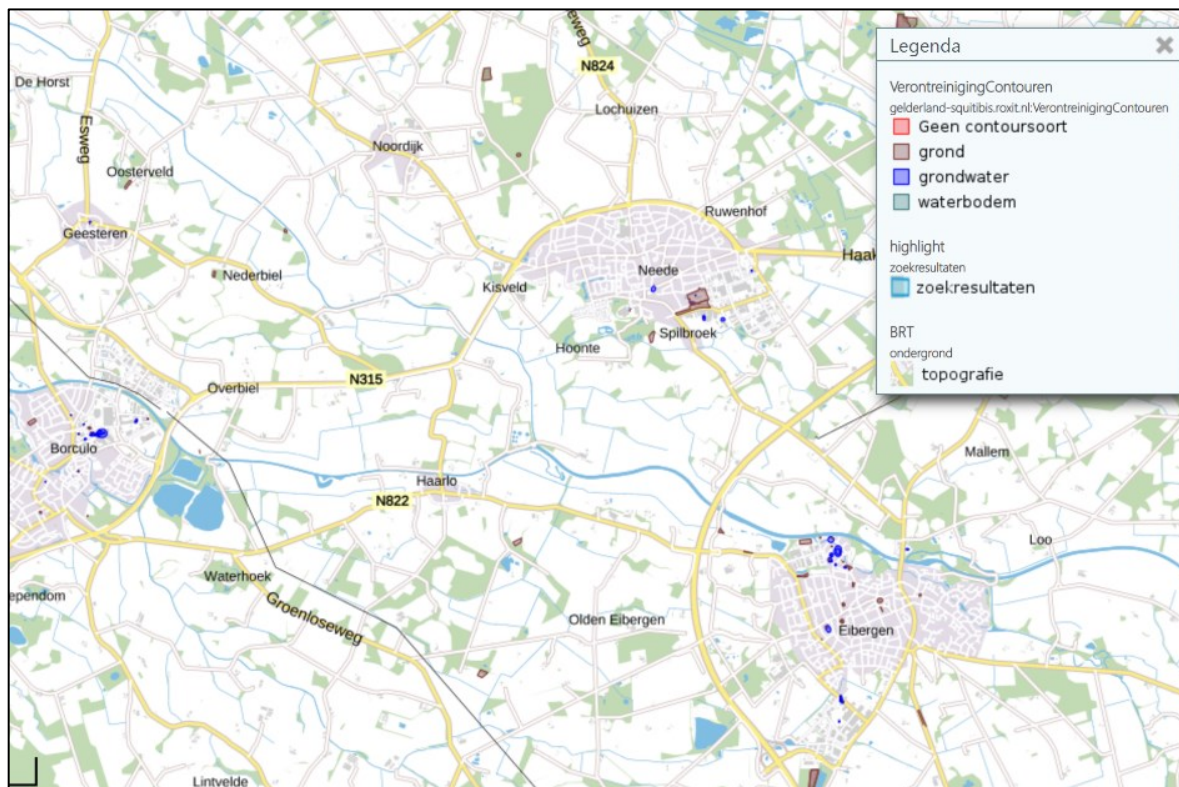 eweg
N824
De Horst
Lochuizen
Esweg
Noordijk
Oosterveld
Ruwenhof
Geesteren
Haak
Nederbiel
Kisveld
Neede
Spilbroek
Hoonte
N315
Overbiel
Borculo
Mallem
Haarlo
N822
Loo
Waterhoek
ependom
Groenloseweg
Olden Eibergen
Eibergen
Lintvelde
Legenda
VerontreinigingContouren
gelderland-squitibis.roxit.nl:VerontreinigingContouren
Geen contoursoort
grond
grondwater
waterbodem
highlight
zoekresultaten
zoekresultaten
BRT
ondergrond
topografie